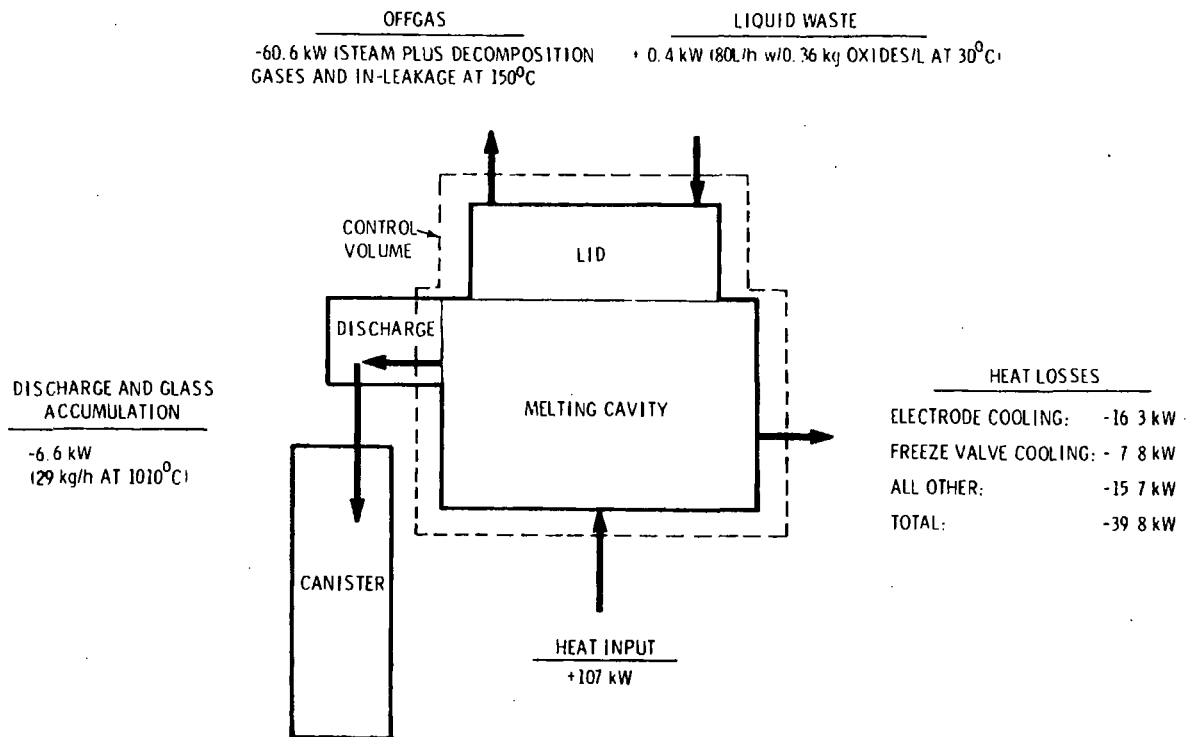 OFFGAS
-60.6 kW (STEAM PLUS DECOMPOSITION
GASES AND IN-LEAKAGE AT 150⁰C
LIQUID WASTE
+ 0.4 kW (80L/h w/0.36 kg OXIDES/L AT 30⁰C)
CONTROL
VOLUME
LID
DISCHARGE
MELTING CAVITY
DISCHARGE AND GLASS
ACCUMULATION
-6.6 kW
(29 kg/h AT 1010⁰C)
HEAT LOSSES
ELECTRODE COOLING: -16 3 kW
FREEZE VALVE COOLING: - 7 8 kW
ALL OTHER: -15 7 kW
TOTAL: -39 8 kW
CANISTER
HEAT INPUT
+107 kW